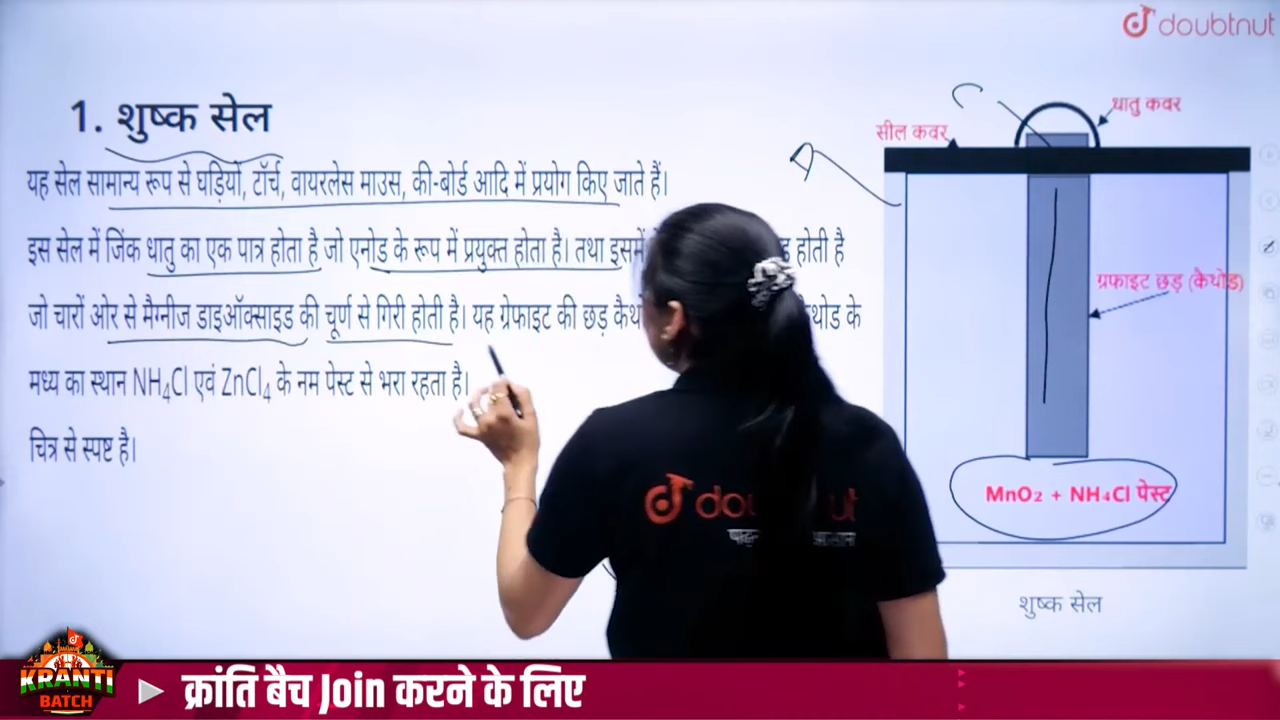 doubtnut
1. शुष्क सेल
यह सेल सामान्य रूप से घड़ियों, टॉर्च, वायरलेस माउस, की-बोर्ड आदि में प्रयोग किए जाते हैं।
इस सेल में जिंक धातु का एक पात्र होता है जो एनोड के रूप में प्रयुक्त होता है। तथा इसमें होती है
जो चारों ओर से मैग्नीज डाइऑक्साइड की चूर्ण से गिरी होती है। यह ग्रेफाइट की छड़
मध्य का स्थान NH₄Cl एवं ZnCl₄ के नम पेस्ट से भरा रहता है।
चित्र से स्पष्ट है।
C
A
धातु कवर
सील कवर
ग्रफाइट छड़ (कैथोड)
MnO₂ + NH₄Cl पेस्ट
शुष्क सेल
KRANTI
BATCH
क्रांति बैच Join करने के लिए